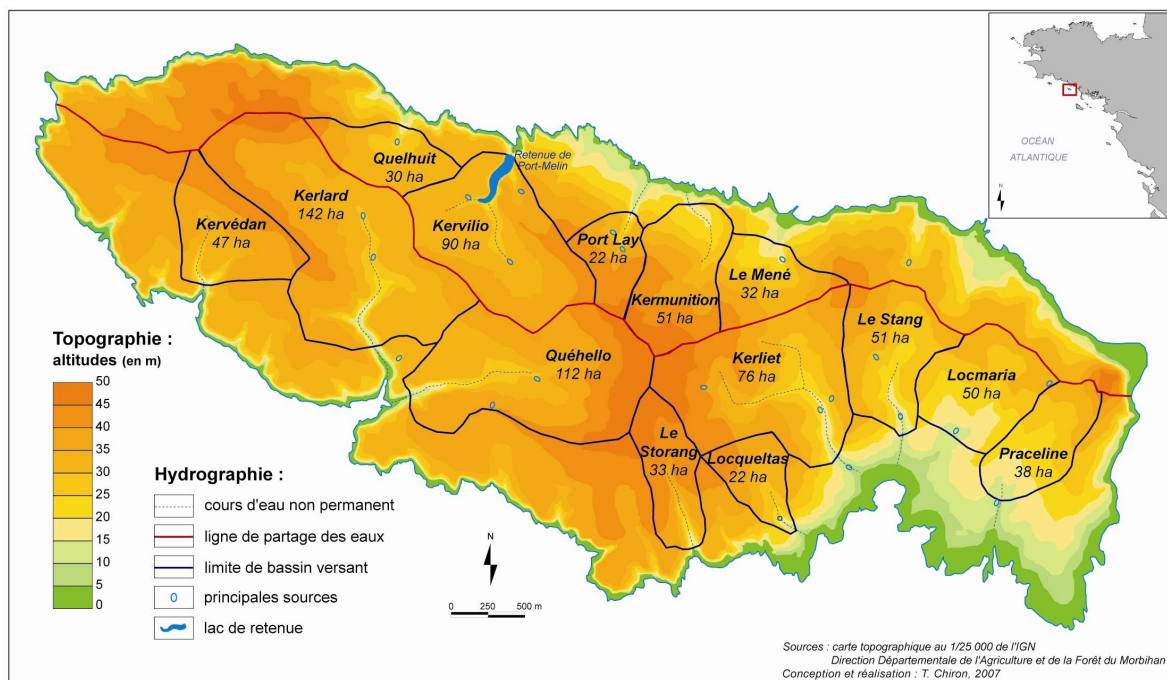 OCÉAN
ATLANTIQUE
N
Retenue de
Port-Melin
Quelhuit
30 ha
Kerlard
142 ha
Kervédan
47 ha
Kervilio
90 ha
Port Lay
22 ha
Le Mené
32 ha
Kermunition
51 ha
Le Stang
51 ha
Quéhello
112 ha
Kerliet
76 ha
Locmaria
50 ha
Le
Storang
33 ha
Locqueltas
22 ha
Praceline
38 ha
Topographie :
altitudes (en m)
50
45
40
35
30
25
20
15
10
5
0
Hydrographie :
cours d'eau non permanent
ligne de partage des eaux
limite de bassin versant
principales sources
lac de retenue
N
0 250 500 m
Sources : carte topographique au 1/25 000 de l'IGN
Direction Départementale de l'Agriculture et de la Forêt du Morbihan
Conception et réalisation : T. Chiron, 2007